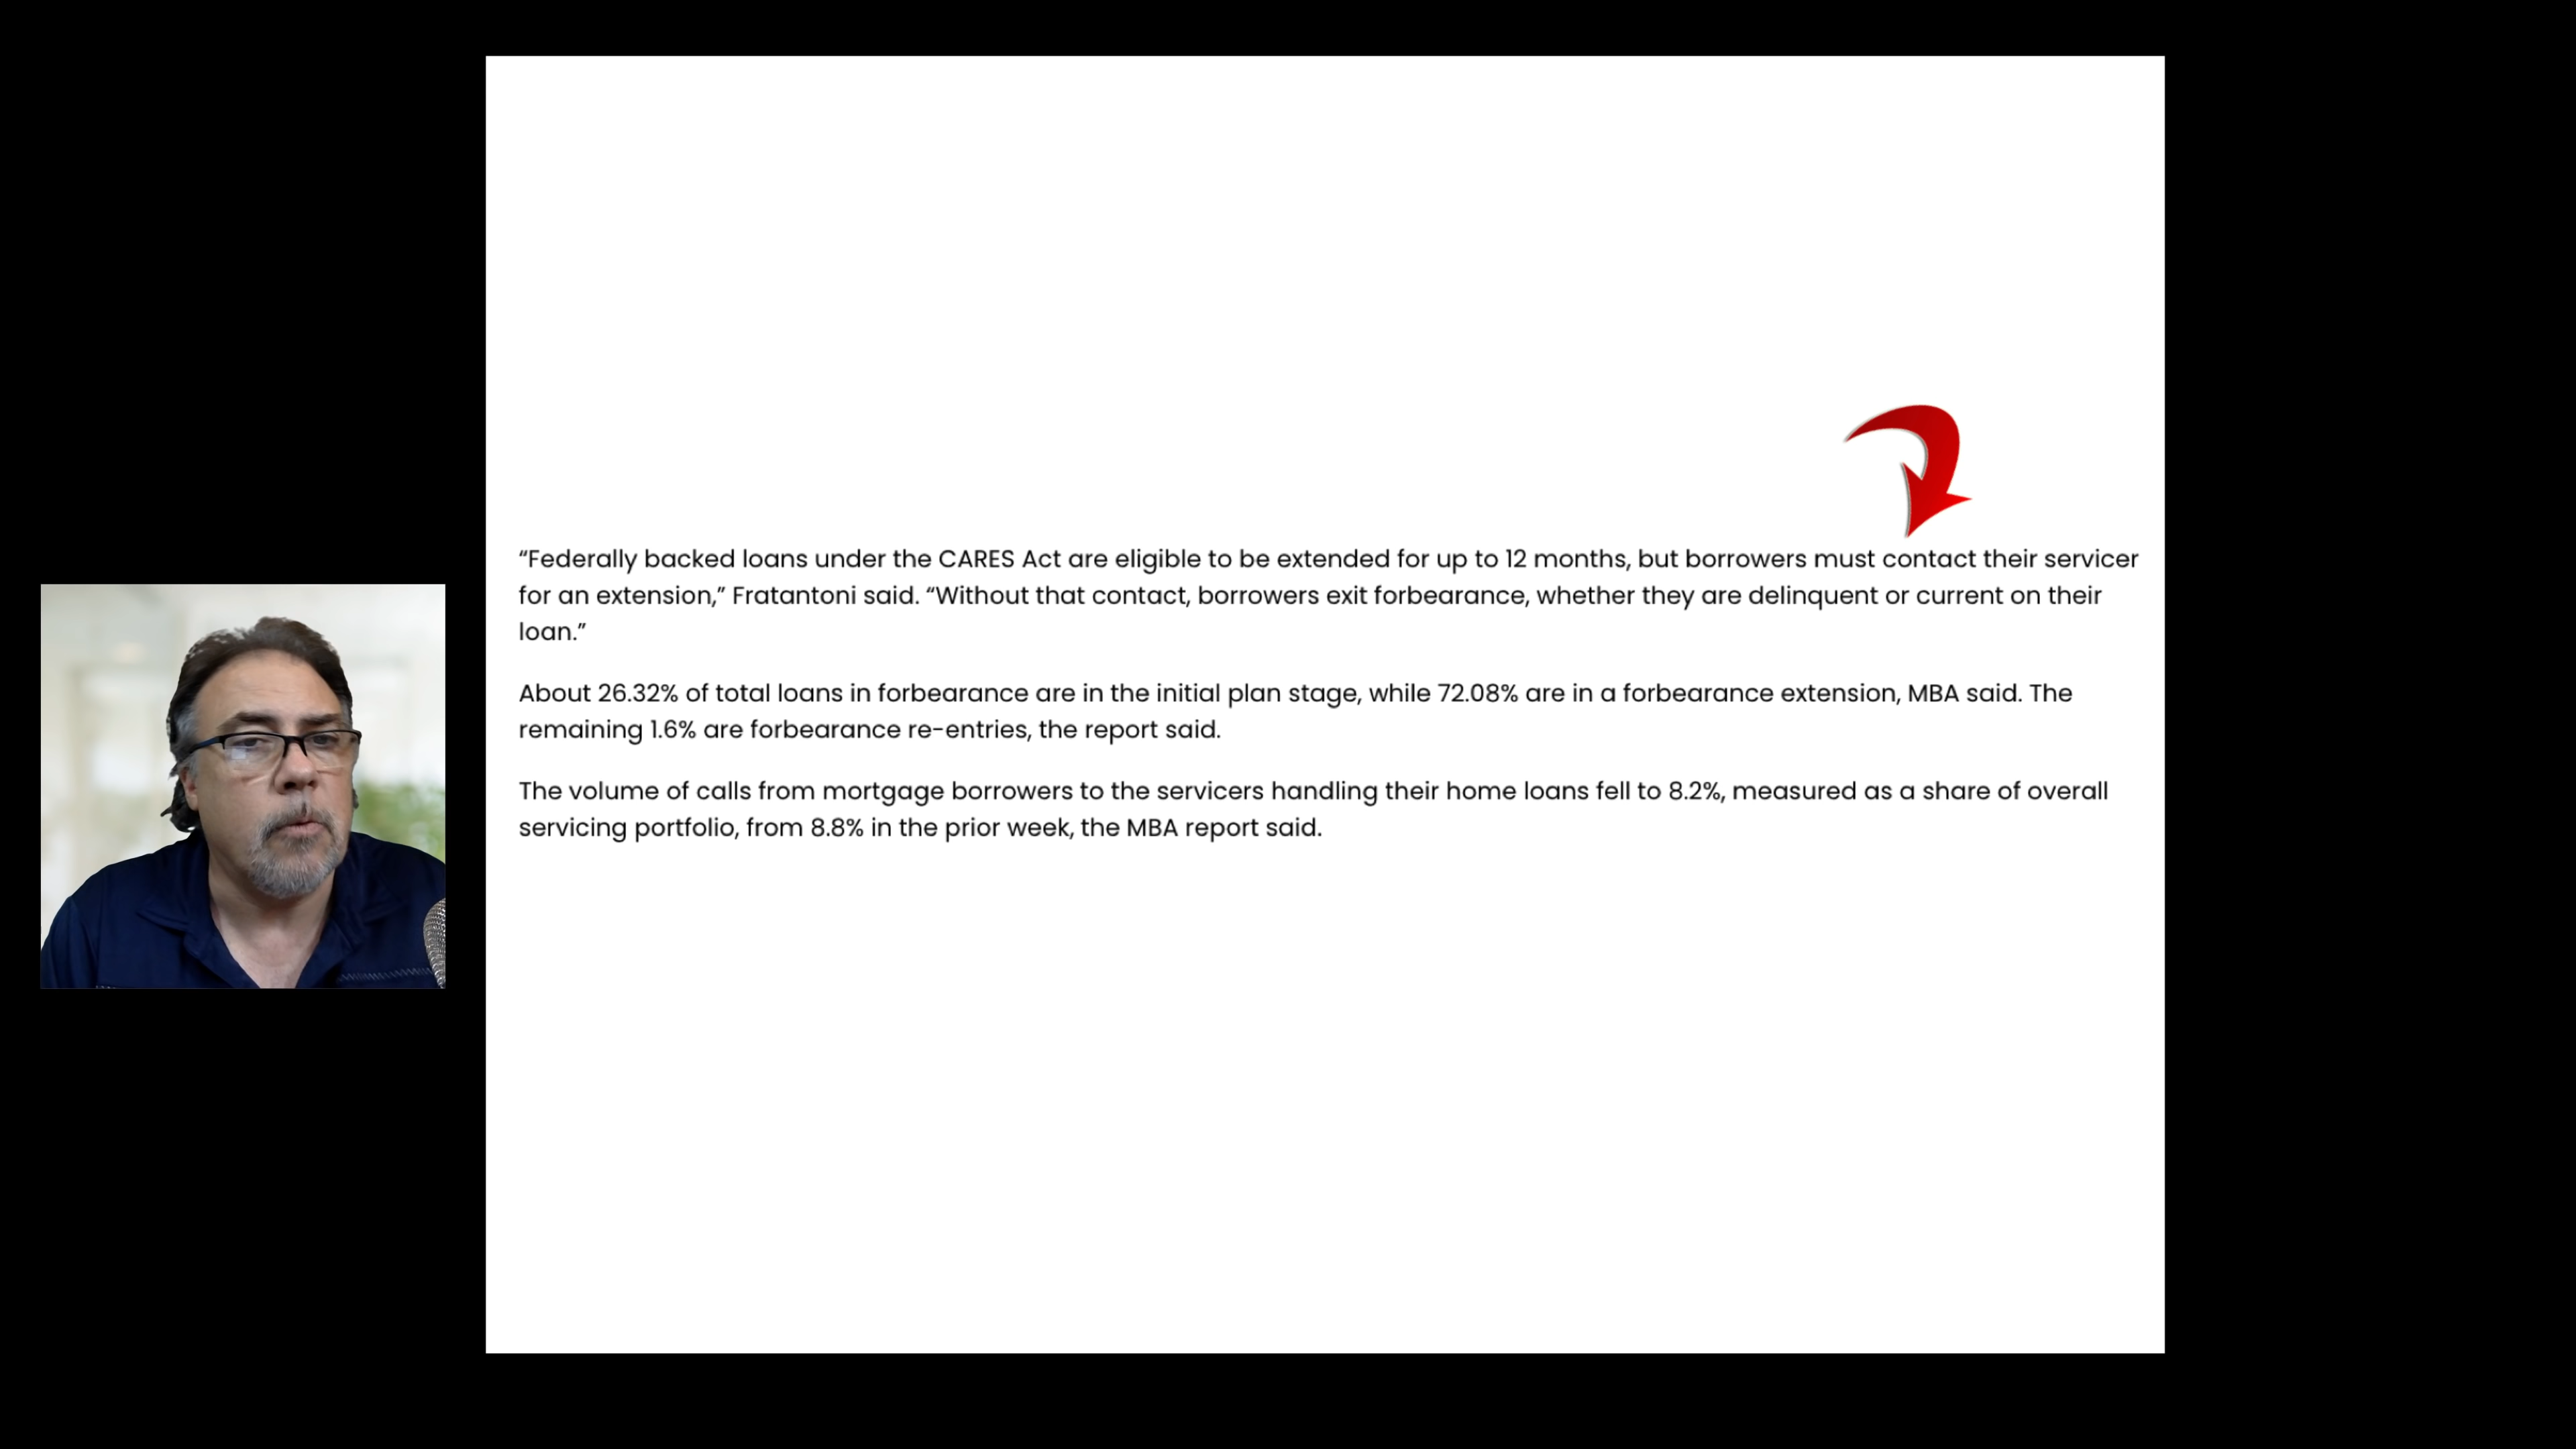 “Federally backed loans under the CARES Act are eligible to be extended for up to 12 months, but borrowers must contact their servicer
for an extension,” Fratantoni said. “Without that contact, borrowers exit forbearance, whether they are delinquent or current on their
loan.”
About 26.32% of total loans in forbearance are in the initial plan stage, while 72.08% are in a forbearance extension, MBA said. The
remaining 1.6% are forbearance re-entries, the report said.
The volume of calls from mortgage borrowers to the servicers handling their home loans fell to 8.2%, measured as a share of overall
servicing portfolio, from 8.8% in the prior week, the MBA report said.